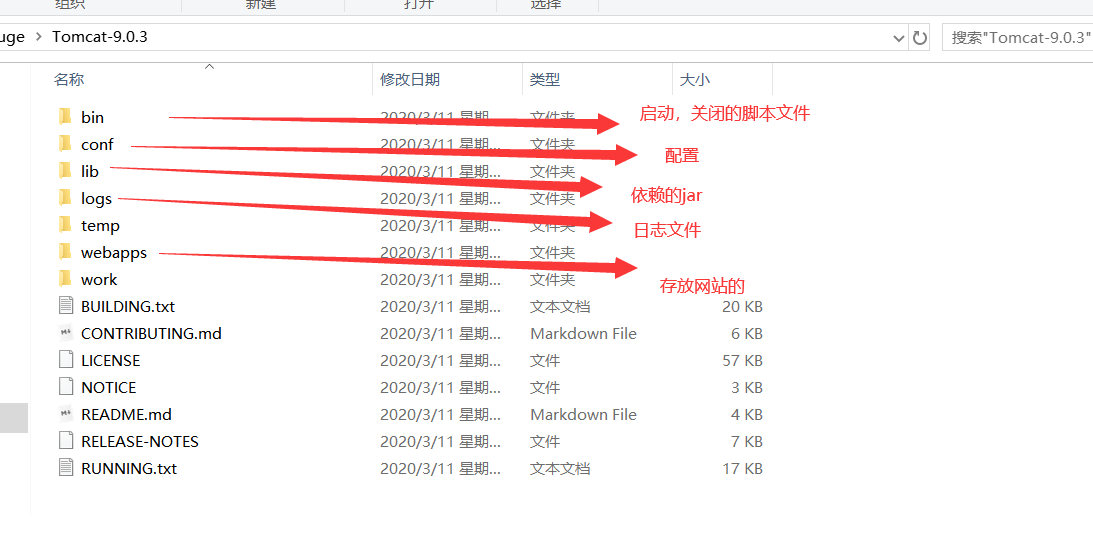 组织 新建 打开 选择
uge > Tomcat-9.0.3 搜索"Tomcat-9.0.3"
名称 修改日期 类型 大小
bin 2020/3/11 星期... 文件夹 启动，关闭的脚本文件
conf 2020/3/11 星期... 文件夹 配置
lib 2020/3/11 星期... 文件夹 依赖的jar
logs 2020/3/11 星期... 文件夹 日志文件
temp 2020/3/11 星期... 文件夹
webapps 2020/3/11 星期... 文件夹 存放网站的
work 2020/3/11 星期... 文件夹
BUILDING.txt 2020/3/11 星期... 文本文档 20 KB
CONTRIBUTING.md 2020/3/11 星期... Markdown File 6 KB
LICENSE 2020/3/11 星期... 文件 57 KB
NOTICE 2020/3/11 星期... 文件 3 KB
README.md 2020/3/11 星期... Markdown File 4 KB
RELEASE-NOTES 2020/3/11 星期... 文件 7 KB
RUNNING.txt 2020/3/11 星期... 文本文档 17 KB